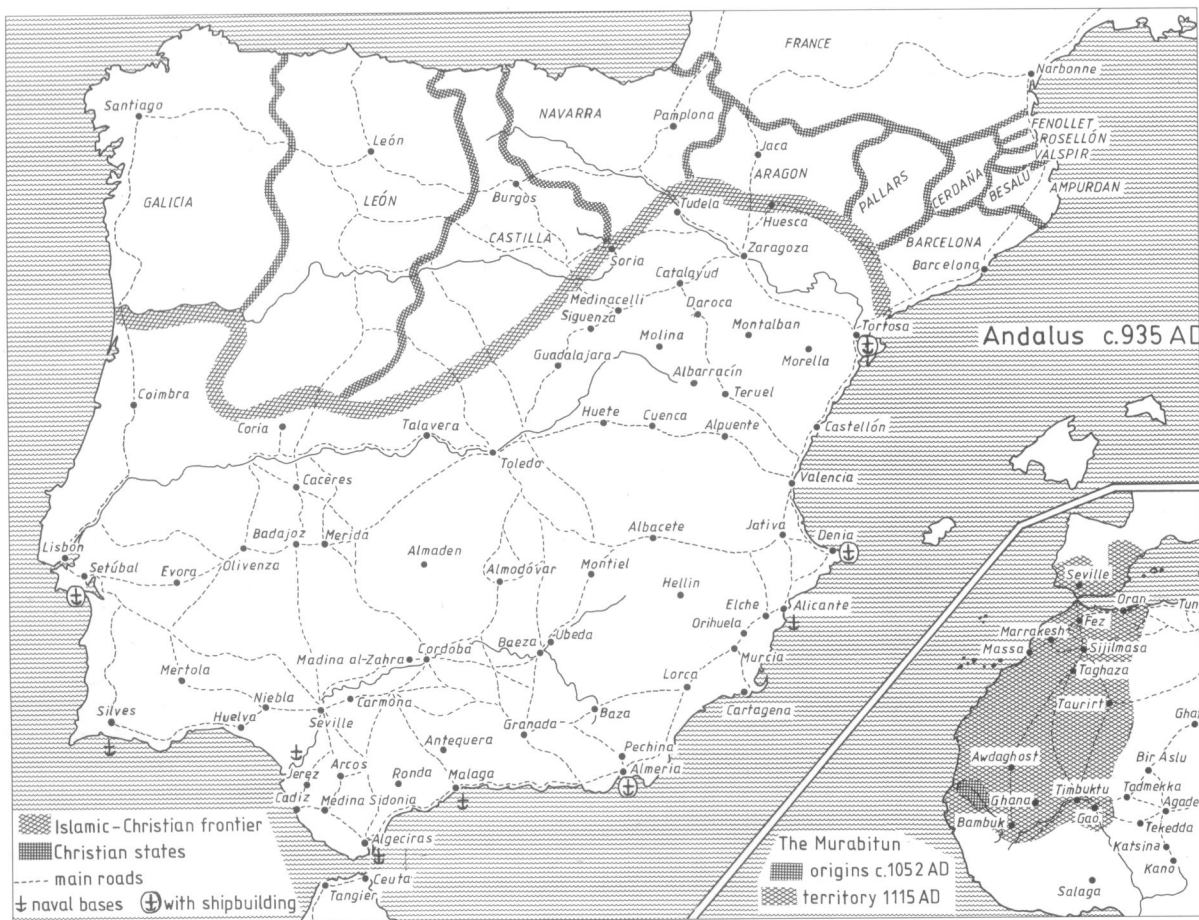 FRANCE
Narbonne
Santiago
NAVARRA
Pamplona
FENOLLET
ROSELLÓN
VALSPIR
León
Jaca
ARAGON
PALLARS
CERDAÑA
BESALU
AMPURDAN
GALICIA
LEÓN
Burgos
Tudela
Huesca
CASTILLA
BARCELONA
Soria
Zaragoza
Barcelona
Catalayud
Medinacelli
Daroca
Siguenza
Montalban
Tortosa
Andalus c.935 AD
Molina
Morella
Guadalajara
Albarracín
Teruel
Coimbra
Coria
Talavera
Huete
Cuenca
Alpuente
Castellón
Toledo
Cacères
Valencia
Badajoz
Merida
Albacete
Jativa
Denia
Lisbon
Olivenza
Almaden
Setúbal
Evora
Almodóvar
Montiel
Hellin
Elche
Alicante
Orihuela
Baeza
Ubeda
Madina al-Zahra
Cordoba
Murcia
Mertola
Lorca
Niebla
Carmona
Cartagena
Silves
Huelva
Seville
Granada
Baza
Antequera
Pechina
Jerez
Arcos
Ronda
Malaga
Almeria
Cadiz
Medina Sidonia
Algeciras
Ceuta
Tangier
Islamic-Christian frontier
Christian states
main roads
naval bases
with shipbuilding
Seville
Oran
Tun
Fez
Marrakesh
Massa
Sijilmasa
Taghaza
Taurirt
Gha
Awdaghost
Bir Aslu
Ghana
Timbuktu
Tadmekka
Agade
Bambuk
Gao
Tekedda
Katsina
Kano
Salaga
The Murabitun
origins c.1052 AD
territory 1115 AD